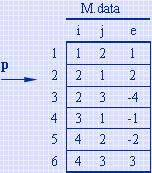 M.data
i j e
1 1 2 1
p
2 2 1 2
3 2 3 -4
4 3 1 -1
5 4 2 -2
6 4 3 3